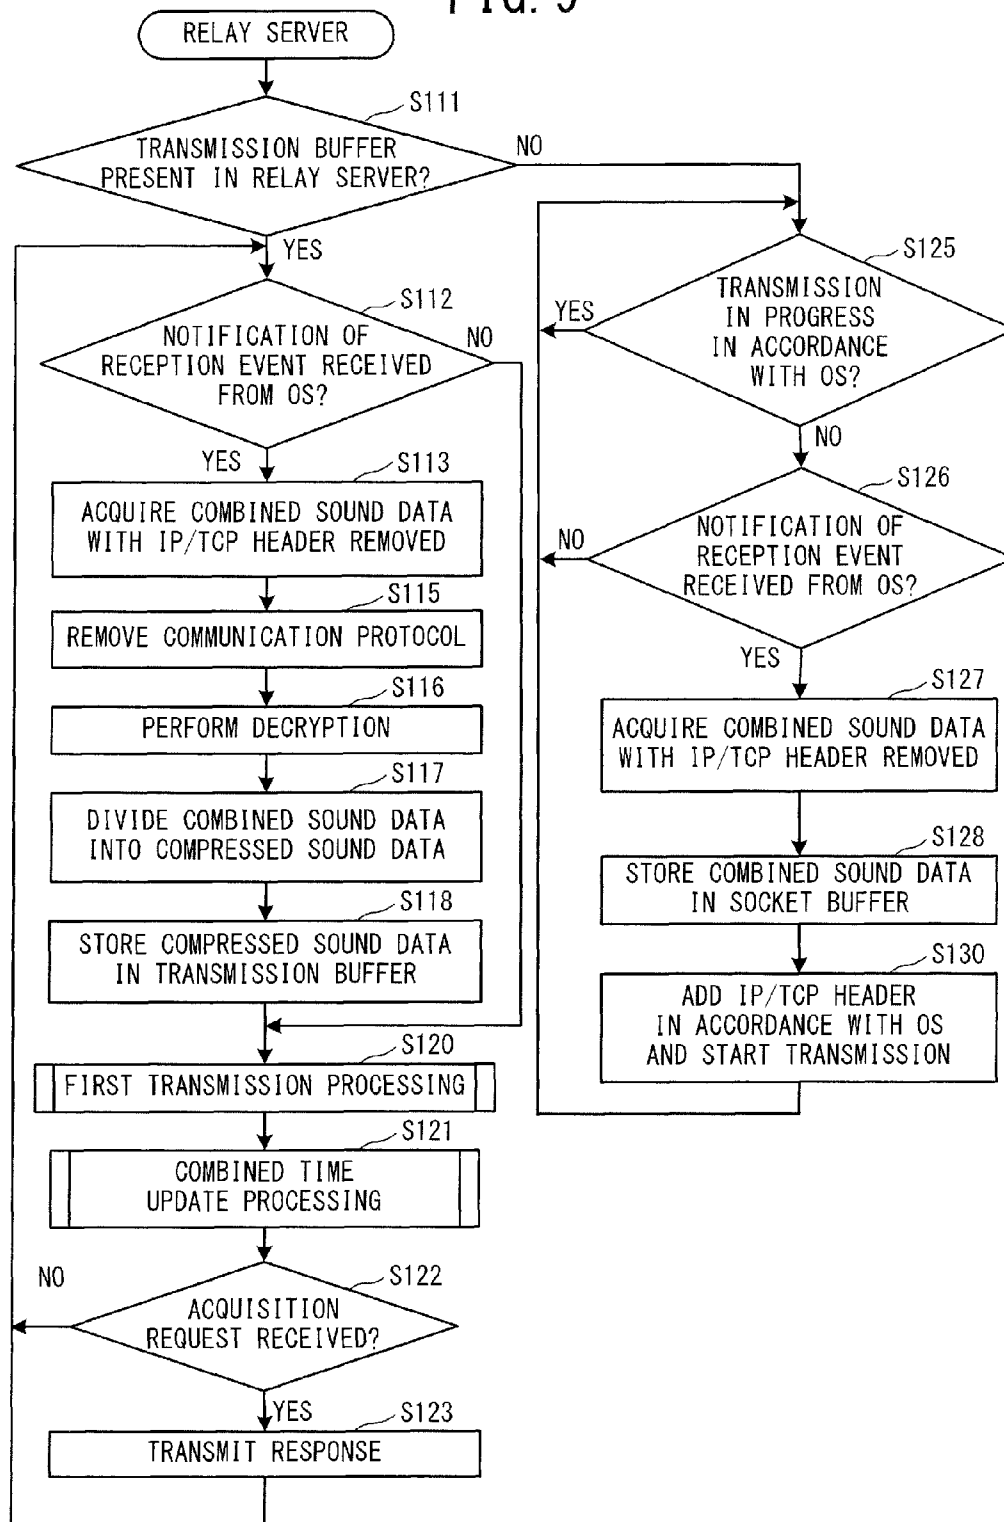 FIG. 9
RELAY SERVER
S111
TRANSMISSION BUFFER
PRESENT IN RELAY SERVER?
NO
YES
S112
NOTIFICATION OF
RECEPTION EVENT RECEIVED
FROM OS?
NO
YES
S113
ACQUIRE COMBINED SOUND DATA
WITH IP/TCP HEADER REMOVED
S115
REMOVE COMMUNICATION PROTOCOL
S116
PERFORM DECRYPTION
S117
DIVIDE COMBINED SOUND DATA
INTO COMPRESSED SOUND DATA
S118
STORE COMPRESSED SOUND DATA
IN TRANSMISSION BUFFER
S120
FIRST TRANSMISSION PROCESSING
S121
COMBINED TIME
UPDATE PROCESSING
NO
S122
ACQUISITION
REQUEST RECEIVED?
YES
S123
TRANSMIT RESPONSE
S125
TRANSMISSION
IN PROGRESS
IN ACCORDANCE
WITH OS?
YES
NO
S126
NOTIFICATION OF
RECEPTION EVENT
RECEIVED FROM OS?
NO
YES
S127
ACQUIRE COMBINED SOUND DATA
WITH IP/TCP HEADER REMOVED
S128
STORE COMBINED SOUND DATA
IN SOCKET BUFFER
S130
ADD IP/TCP HEADER
IN ACCORDANCE WITH OS
AND START TRANSMISSION